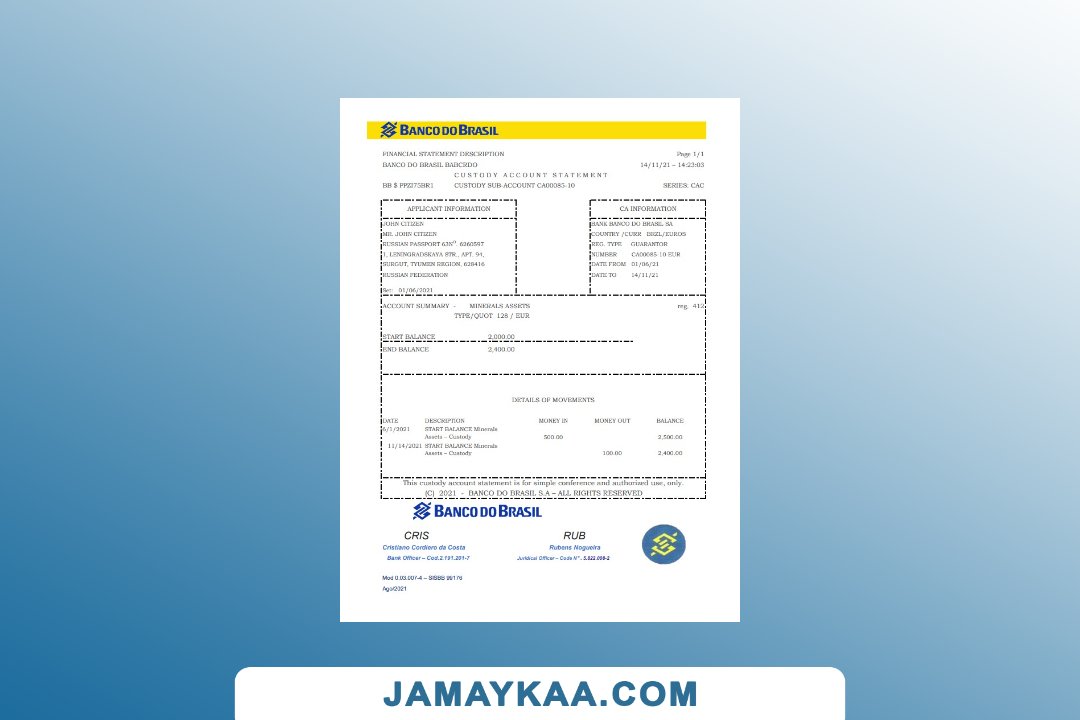 BANCO DO BRASIL
FINANCIAL STATEMENT DESCRIPTION Page 1/1
BANCO DO BRASIL BABCRDO 14/11/21 – 14:23:03
CUSTODY ACCOUNT STATEMENT
BB $ PPZI75BR1 CUSTODY SUB-ACCOUNT CA00085-10 SERIES: CAC
APPLICANT INFORMATION CA INFORMATION
JOHN CITIZEN BANK BANCO DO BRASIL SA
MR. JOHN CITIZEN COUNTRY /CURR BRZL/EUROS
RUSSIAN PASSPORT 63Nº 6260597 REG. TYPE GUARANTOR
1, LENINGRADSKAYA STR., APT. 94, NUMBER CA00085-10-EUR
SURGUT, TYUMEN REGION, 628416 DATE FROM 01/06/21
RUSSIAN FEDERATION DATE TO 14/11/21
Set: 01/06/2021
ACCOUNT SUMMARY - MINERALS ASSETS reg. 412
TYPE/QUOT 128 / EUR
START BALANCE 2,000.00
END BALANCE 2,400.00
DETAILS OF MOVEMENTS
DATE DESCRIPTION MONEY IN MONEY OUT BALANCE
6/1/2021 START BALANCE Minerals
Assets – Custody 500.00 2,500.00
11/14/2021 START BALANCE Minerals
Assets – Custody 100.00 2,400.00
This custody account statement is for simple conference and authorized use, only.
(C) 2021 - BANCO DO BRASIL S.A – ALL RIGHTS RESERVED
BANCO DO BRASIL
CRIS RUB
Cristiano Cordiero da Costa Rubens Nogueira
Bank Officer – Cod.2.191.201-7 Juridical Officer – Code Nº. 5.822.098-2
Mod 0.03.007-4 – SISBB 99176
Ago/2021
JAMAYKAA.COM